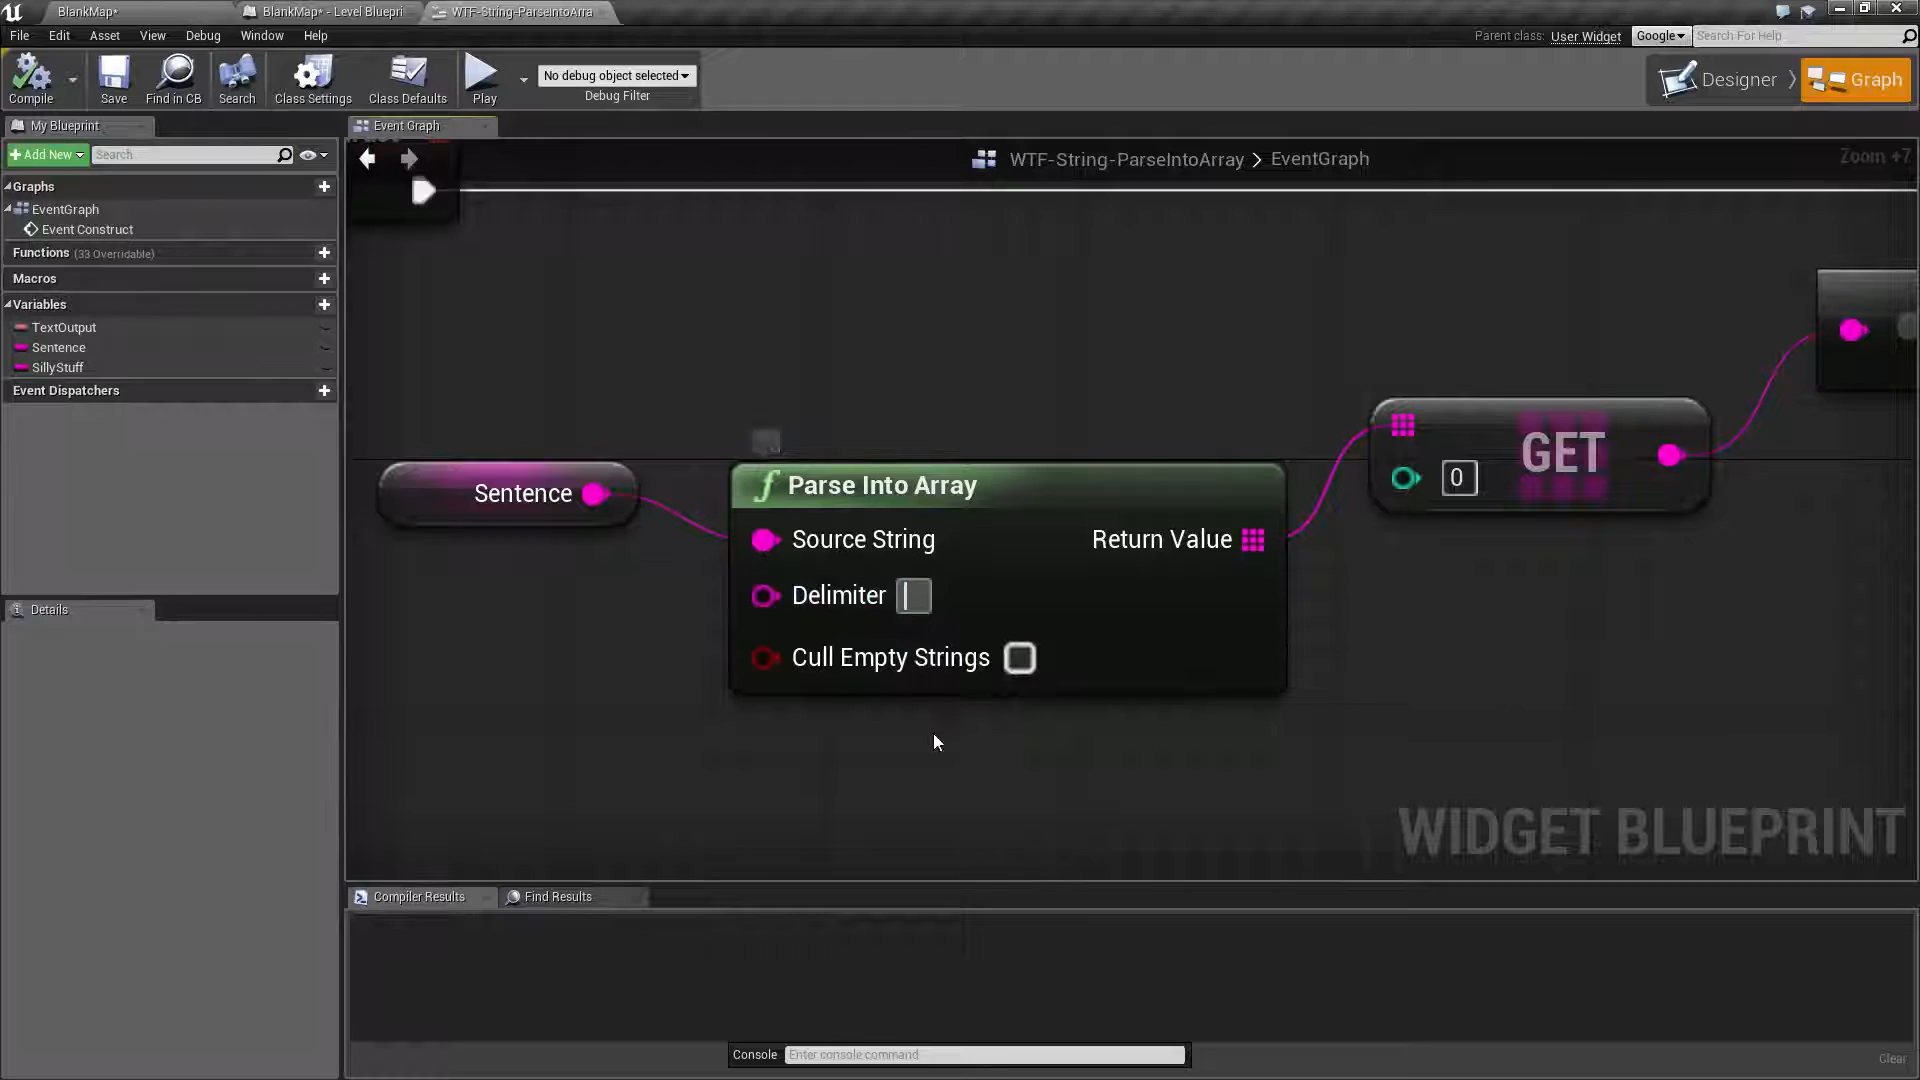 BlankMap*
BlankMap* - Level Bluepri
WTF-String-ParseIntoArra
File Edit Asset View Window Debug Window Help
Parent class: User Widget
Google
Search For Help
Compile
Save
Find in CB
Search
Class Settings
Class Defaults
Play
No debug object selected
Debug Filter
Designer
Graph
My Blueprint
Add New
Search
Graphs
EventGraph
Event Construct
Functions (33 Overridable)
Macros
Variables
TextOutput
Sentence
SillyStuff
Event Dispatchers
Details
Event Graph
WTF-String-ParseIntoArray > EventGraph
Zoom +7
Sentence
f Parse Into Array
Source String
Return Value
Delimiter
Cull Empty Strings
0
GET
WIDGET BLUEPRINT
Compiler Results
Find Results
Console
Enter console command
Clear